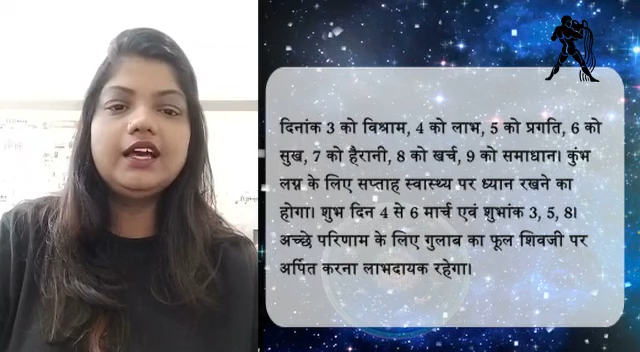 दिनांक 3 को विश्राम, 4 को लाभ, 5 को प्रगति, 6 को
सुख, 7 को हैरानी, 8 को खर्च, 9 को समाधान। कुंभ
लग्न के लिए सप्ताह स्वास्थ्य पर ध्यान रखने का
होगा। शुभ दिन 4 से 6 मार्च एवं शुभांक 3, 5, 8।
अच्छे परिणाम के लिए गुलाब का फूल शिवजी पर
अर्पित करना लाभदायक रहेगा।